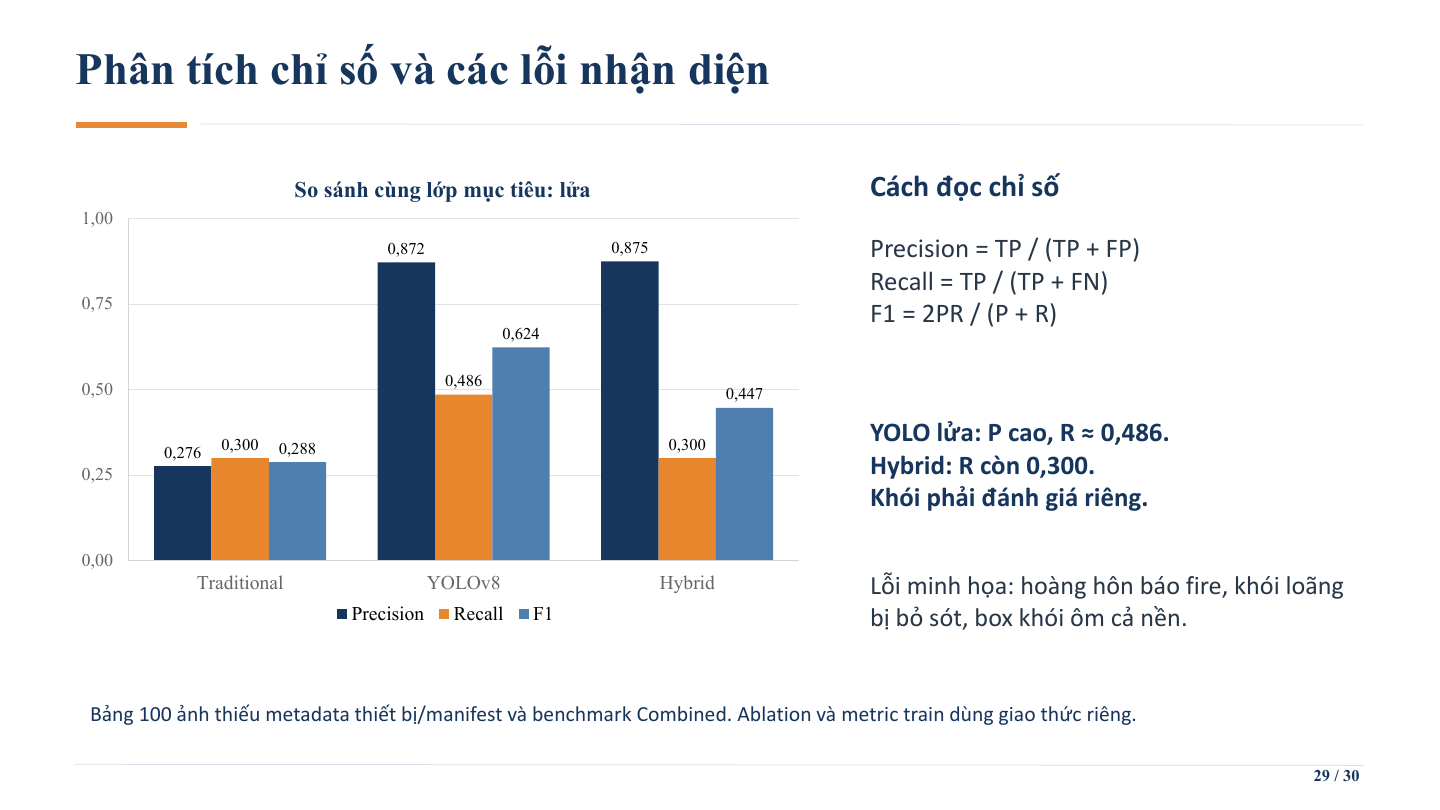 Phân tích chỉ số và các lỗi nhận diện
So sánh cùng lớp mục tiêu: lửa
1,00
0,75
0,50
0,25
0,00
0,276
0,300
0,288
0,872
0,486
0,624
0,875
0,300
0,447
Traditional
YOLOv8
Hybrid
Precision
Recall
F1
Cách đọc chỉ số
Precision = TP / (TP + FP)
Recall = TP / (TP + FN)
F1 = 2PR / (P + R)
YOLO lửa: P cao, R ≈ 0,486.
Hybrid: R còn 0,300.
Khói phải đánh giá riêng.
Lỗi minh họa: hoàng hôn báo fire, khói loãng
bị bỏ sót, box khói ôm cả nền.
Bảng 100 ảnh thiếu metadata thiết bị/manifest và benchmark Combined. Ablation và metric train dùng giao thức riêng.
29 / 30